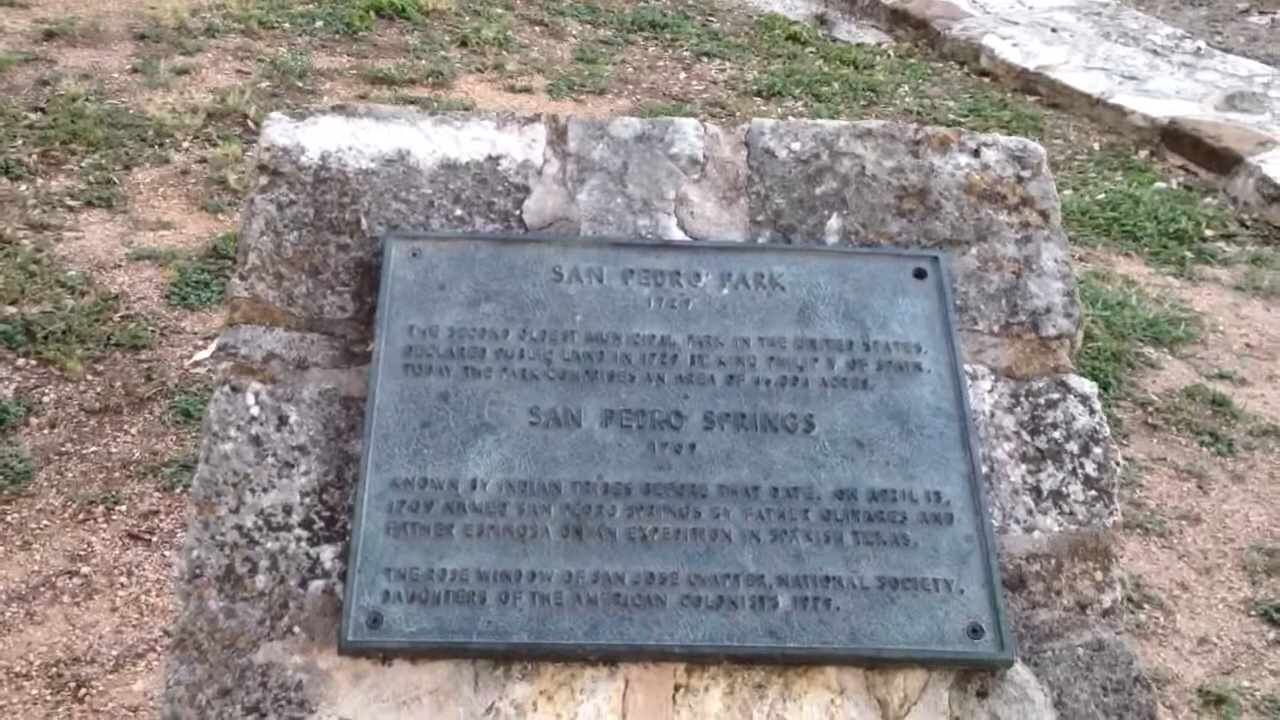 SAN PEDRO PARK
1729
THE SECOND OLDEST MUNICIPAL PARK IN THE UNITED STATES.
DECLARED PUBLIC LAND IN 1729 BY KING PHILIP V OF SPAIN.
TODAY THE PARK COMPRISES AN AREA OF ACRES.
SAN PEDRO SPRINGS
1709
KNOWN BY INDIAN TRIBES BEFORE THAT DATE. ON APRIL 13,
1709 NAMED SAN PEDRO SPRINGS BY FATHER OLIVARES AND
FATHER ESPINOSA ON AN EXPEDITION IN SPANISH TEXAS.
THE ROSE WINDOW OF SAN JOSE CHAPTER, NATIONAL SOCIETY,
DAUGHTERS OF THE AMERICAN COLONISTS